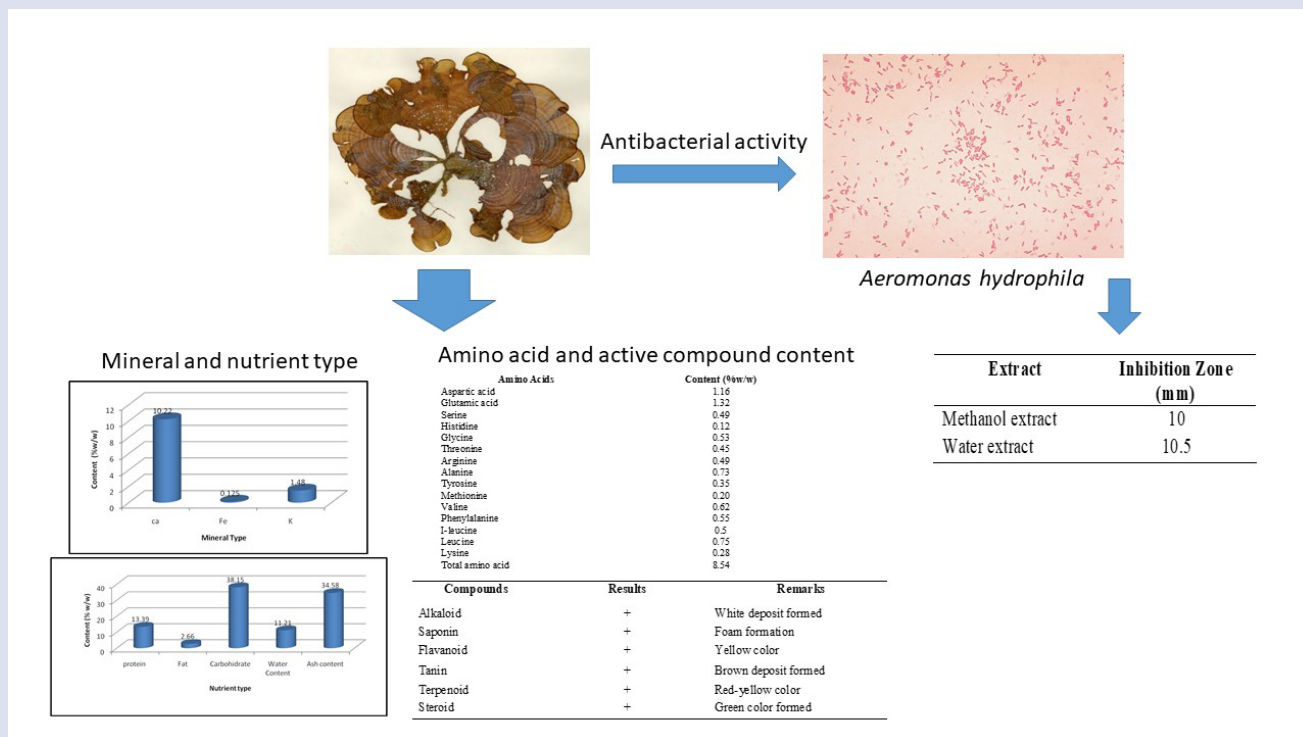 Antibacterial activity
Aeromonas hydrophila
Mineral and nutrient type
12
10
8
6
4
2
0
Content (%w/w)
10.22
0.125
1.48
ca Fe K
Mineral Type
40
30
20
10
0
Content (% w/w)
13.39
2.66
38.15
11.21
34.58
protein Fat Carbohidrate Water Content Ash content
Nutrient type
Amino acid and active compound content
Amino Acids Content (%w/w)
Aspartic acid 1.16
Glutamic acid 1.32
Serine 0.49
Histidine 0.12
Glycine 0.53
Threonine 0.45
Arginine 0.49
Alanine 0.73
Tyrosine 0.35
Methionine 0.20
Valine 0.62
Phenylalanine 0.55
I-leucine 0.5
Leucine 0.75
Lysine 0.28
Total amino acid 8.54
Compounds Results Remarks
Alkaloid + White deposit formed
Saponin + Foam formation
Flavanoid + Yellow color
Tanin + Brown deposit formed
Terpenoid + Red-yellow color
Steroid + Green color formed
Extract Inhibition Zone
(mm)
Methanol extract 10
Water extract 10.5